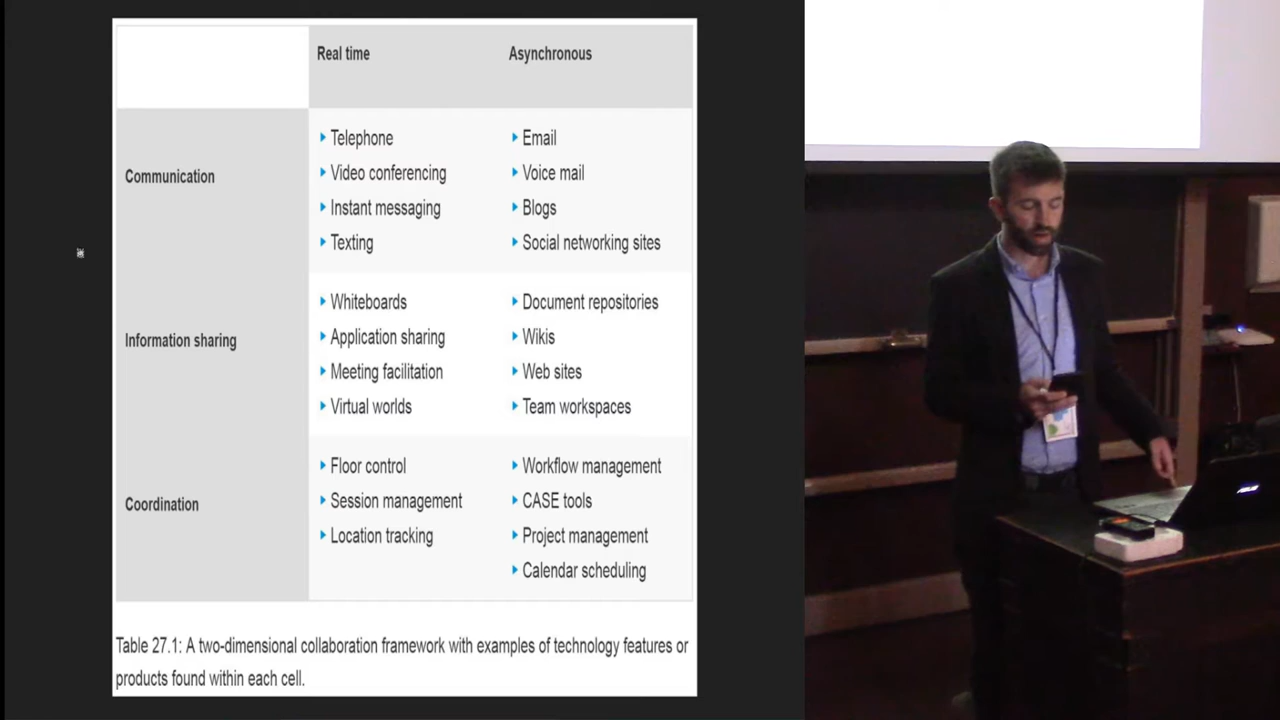 Real time Asynchronous
Communication
Telephone Email
Video conferencing Voice mail
Instant messaging Blogs
Texting Social networking sites
Information sharing
Whiteboards Document repositories
Application sharing Wikis
Meeting facilitation Web sites
Virtual worlds Team workspaces
Coordination
Floor control Workflow management
Session management CASE tools
Location tracking Project management
Calendar scheduling
Table 27.1: A two-dimensional collaboration framework with examples of technology features or
products found within each cell.
ASUS